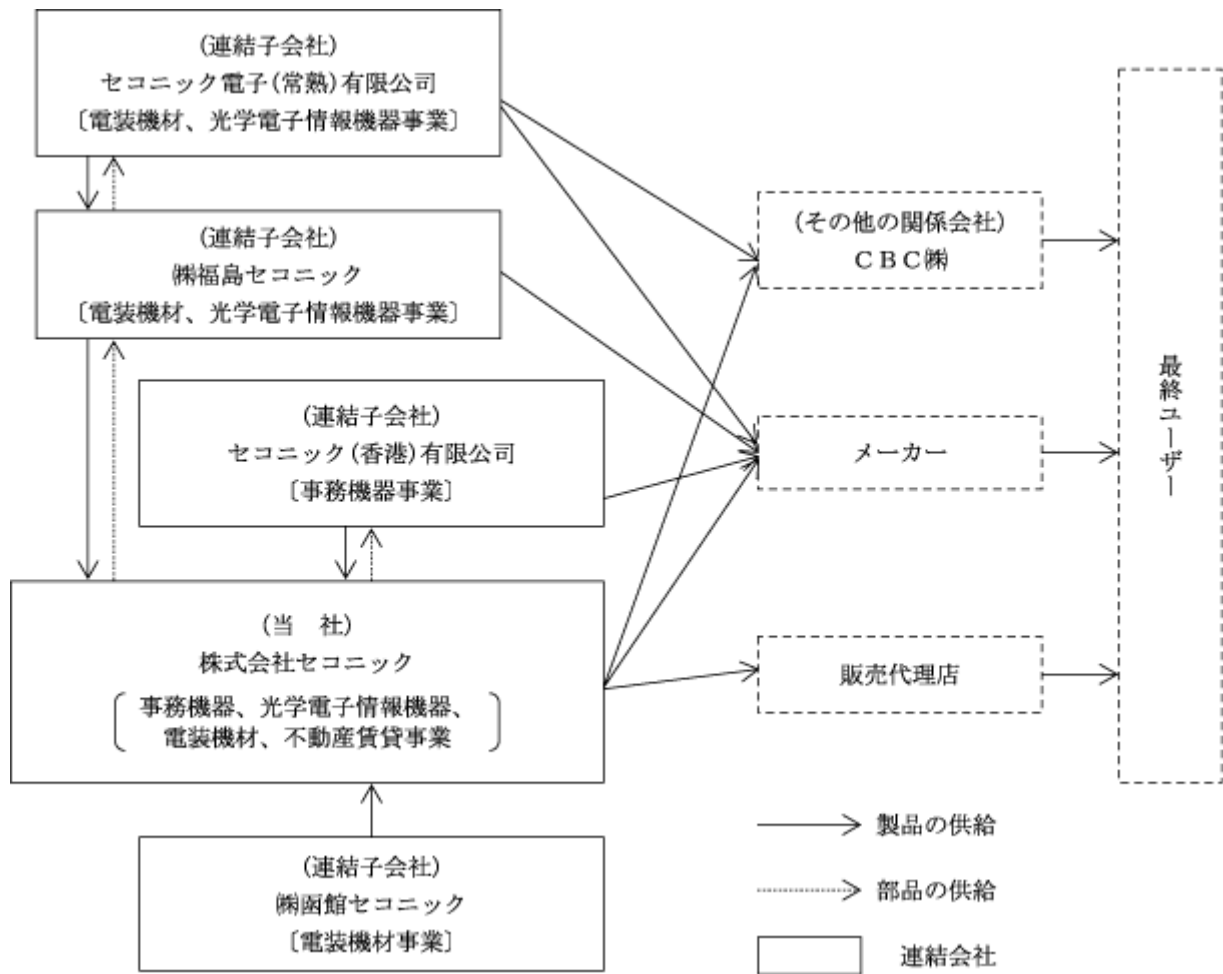 (連結子会社)
セコニック電子(常熟)有限公司
〔電装機材、光学電子情報機器事業〕
(連結子会社)
㈱福島セコニック
〔電装機材、光学電子情報機器事業〕
(連結子会社)
セコニック(香港)有限公司
〔事務機器事業〕
(当 社)
株式会社セコニック
事務機器、光学電子情報機器、
電装機材、不動産賃貸事業
(連結子会社)
㈱函館セコニック
〔電装機材事業〕
(その他の関係会社)
CBC㈱
メーカー
販売代理店
最終ユーザー
製品の供給
部品の供給
連結会社